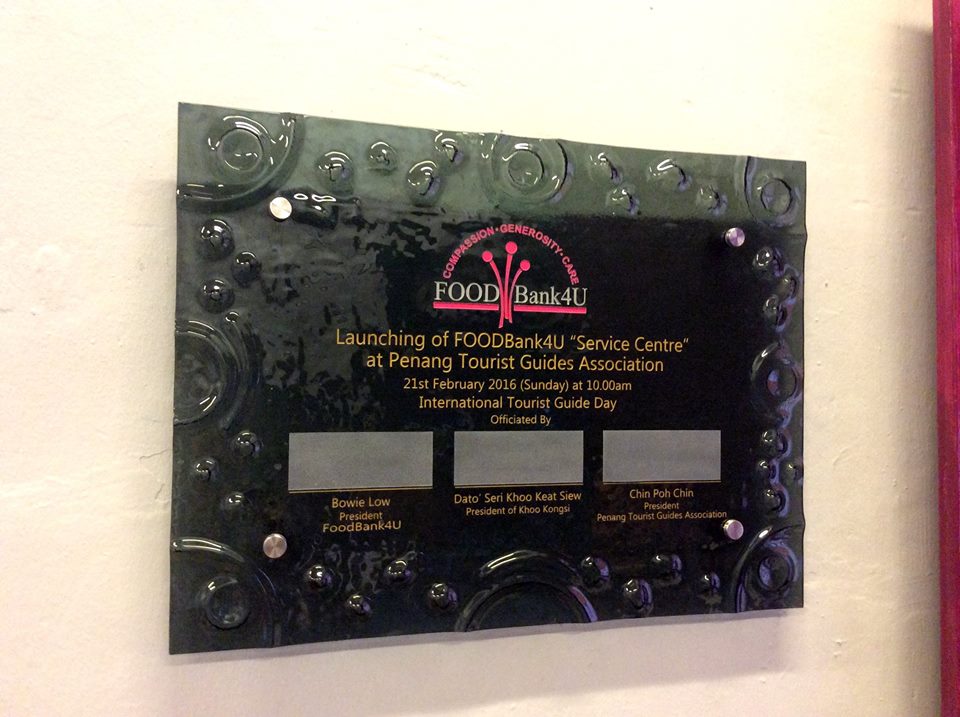 COMPASSION • GENEROSITY • CARE
FOOD Bank4U
Launching of FOODBank4U "Service Centre"
at Penang Tourist Guides Association
21st February 2016 (Sunday) at 10.00am
International Tourist Guide Day
Officiated By
Bowie Low
President
FoodBank4U
Dato' Seri Khoo Keat Siew
President of Khoo Kongsi
Chin Poh Chin
President
Penang Tourist Guides Association